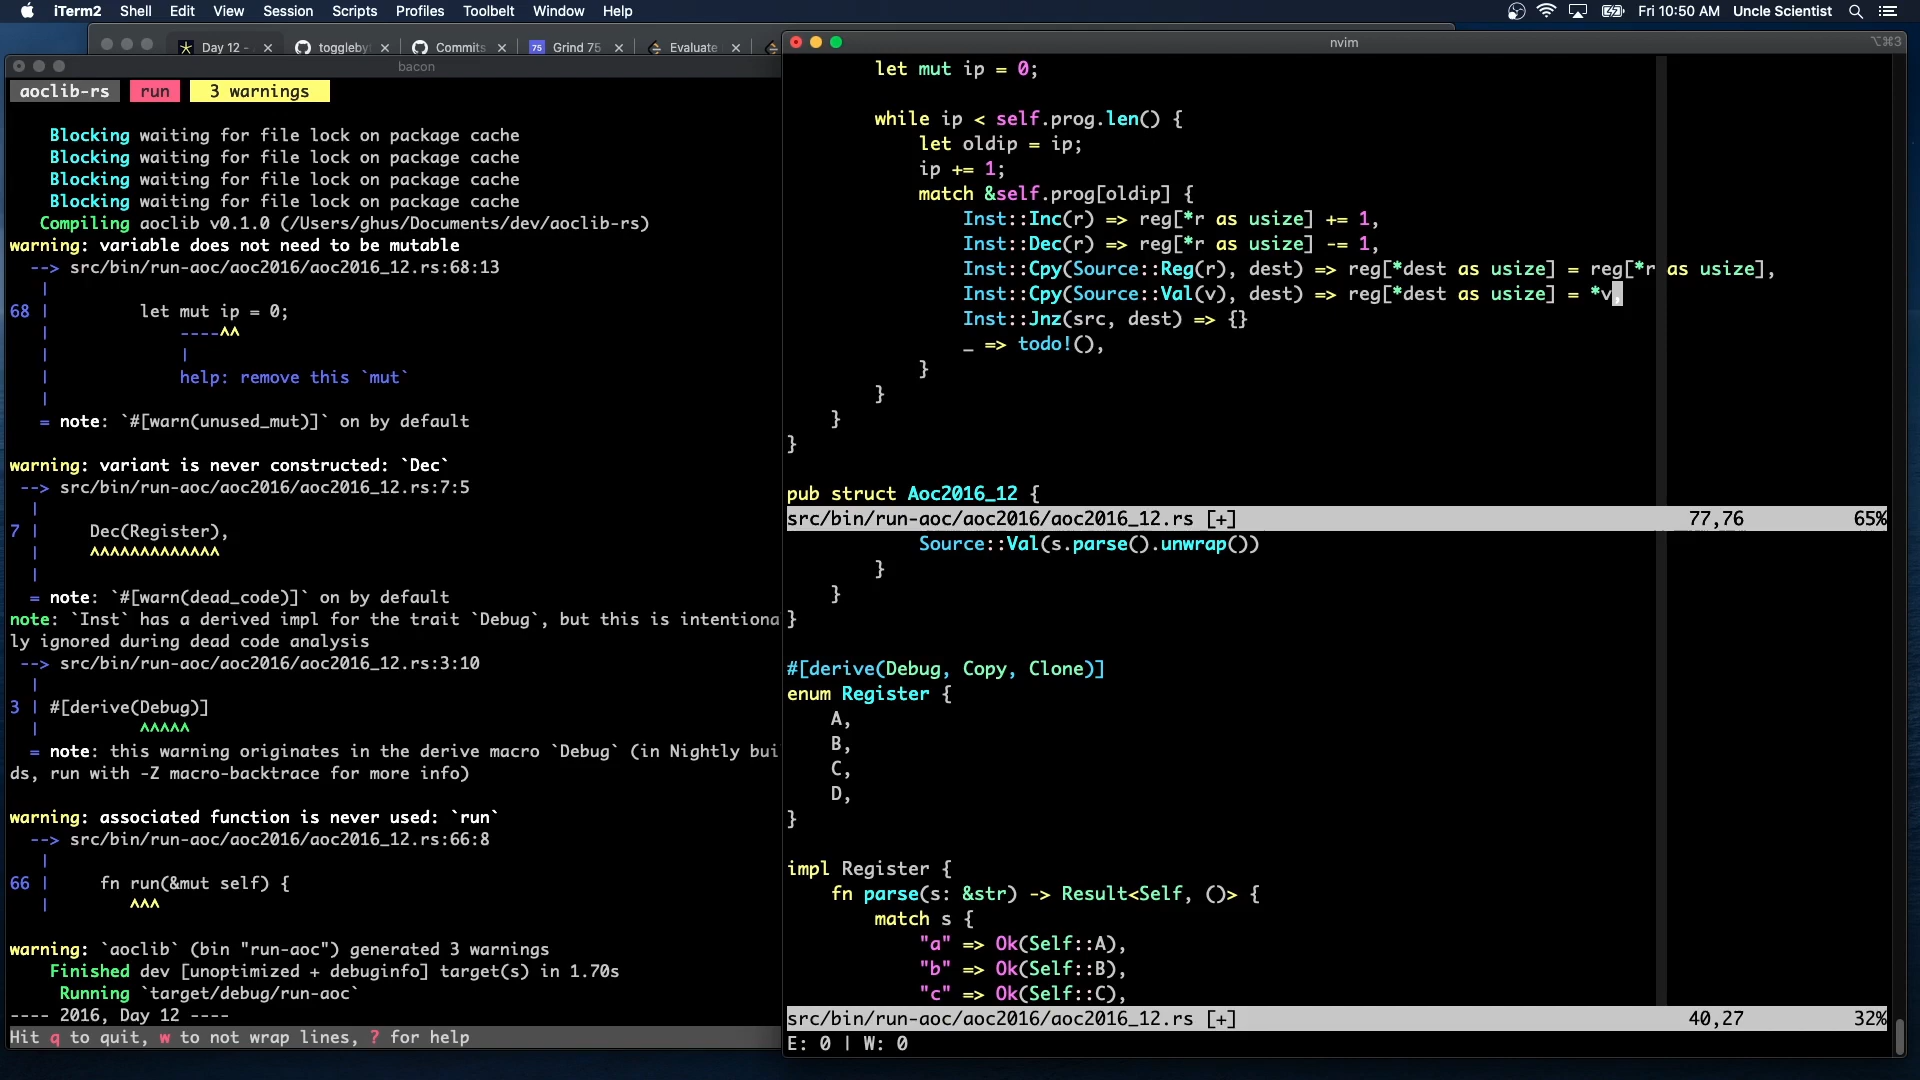 iTerm2 Shell Edit View Session Scripts Profiles Toolbelt Window Help Fri 10:50 AM Uncle Scientist
Day 12 - × toggleby × Commits × 75 Grind 75 × Evaluate ×
bacon
aoclib-rs run 3 warnings
Blocking waiting for file lock on package cache
Blocking waiting for file lock on package cache
Blocking waiting for file lock on package cache
Blocking waiting for file lock on package cache
Compiling aoclib v0.1.0 (/Users/ghus/Documents/dev/aoclib-rs)
warning: variable does not need to be mutable
--> src/bin/run-aoc/aoc2016/aoc2016_12.rs:68:13
|
68 | let mut ip = 0;
| ----^^
| |
| help: remove this `mut`
|
= note: `#[warn(unused_mut)]` on by default
warning: variant is never constructed: `Dec`
--> src/bin/run-aoc/aoc2016/aoc2016_12.rs:7:5
|
7 | Dec(Register),
| ^^^^^^^^^^^^^
|
= note: `#[warn(dead_code)]` on by default
note: `Inst` has a derived impl for the trait `Debug`, but this is intentiona
ly ignored during dead code analysis
--> src/bin/run-aoc/aoc2016/aoc2016_12.rs:3:10
|
3 | #[derive(Debug)]
| ^^^^^
= note: this warning originates in the derive macro `Debug` (in Nightly bui
ds, run with -Z macro-backtrace for more info)
warning: associated function is never used: `run`
--> src/bin/run-aoc/aoc2016/aoc2016_12.rs:66:8
|
66 | fn run(&mut self) {
| ^^^
warning: `aoclib` (bin "run-aoc") generated 3 warnings
Finished dev [unoptimized + debuginfo] target(s) in 1.70s
Running `target/debug/run-aoc`
---- 2016, Day 12 ----
Hit q to quit, w to not wrap lines, ? for help
nvim
⌥⌘3
let mut ip = 0;
while ip < self.prog.len() {
let oldip = ip;
ip += 1;
match &self.prog[oldip] {
Inst::Inc(r) => reg[*r as usize] += 1,
Inst::Dec(r) => reg[*r as usize] -= 1,
Inst::Cpy(Source::Reg(r), dest) => reg[*dest as usize] = reg[*r as usize],
Inst::Cpy(Source::Val(v), dest) => reg[*dest as usize] = *v,
Inst::Jnz(src, dest) => {}
_ => todo!(),
}
}
}
}
pub struct Aoc2016_12 {
src/bin/run-aoc/aoc2016/aoc2016_12.rs [+] 77,76 65%
Source::Val(s.parse().unwrap())
}
}
}
#[derive(Debug, Copy, Clone)]
enum Register {
A,
B,
C,
D,
}
impl Register {
fn parse(s: &str) -> Result<Self, ()> {
match s {
"a" => Ok(Self::A),
"b" => Ok(Self::B),
"c" => Ok(Self::C),
src/bin/run-aoc/aoc2016/aoc2016_12.rs [+] 40,27 32%
E: 0 | W: 0